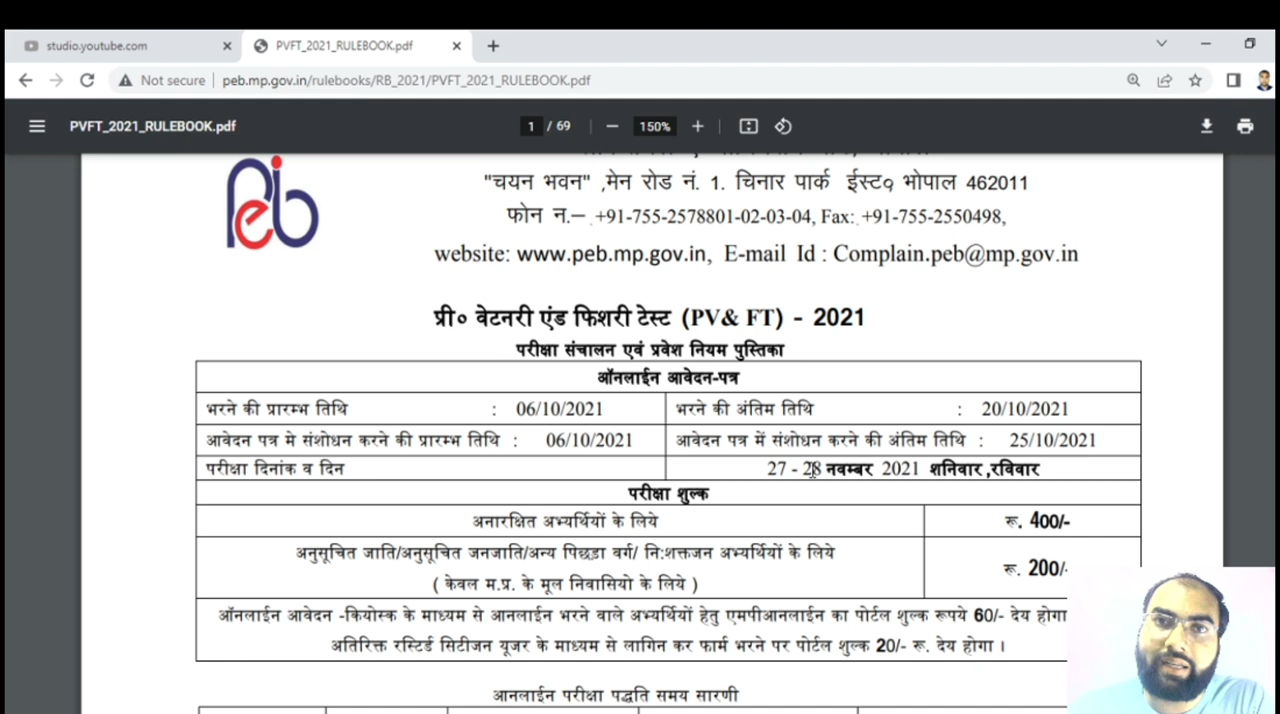 studio.youtube.com
PVFT_2021_RULEBOOK.pdf
Not secure | peb.mp.gov.in/rulebooks/RB_2021/PVFT_2021_RULEBOOK.pdf
PVFT_2021_RULEBOOK.pdf 1 / 69 150%
Peb
"चयन भवन" ,मेन रोड नं. 1. चिनार पार्क ईस्ट९ भोपाल 462011
फोन न.– +91-755-2578801-02-03-04, Fax: +91-755-2550498,
website: www.peb.mp.gov.in, E-mail Id : Complain.peb@mp.gov.in
प्री० वेटनरी एंड फिशरी टेस्ट (PV& FT) - 2021
परीक्षा संचालन एवं प्रवेश नियम पुस्तिका
ऑनलाईन आवेदन-पत्र
भरने की प्रारम्भ तिथि : 06/10/2021 भरने की अंतिम तिथि : 20/10/2021
आवेदन पत्र मे संशोधन करने की प्रारम्भ तिथि : 06/10/2021 आवेदन पत्र में संशोधन करने की अंतिम तिथि : 25/10/2021
परीक्षा दिनांक व दिन 27 - 28 नवम्बर 2021 शनिवार ,रविवार
परीक्षा शुल्क
अनारक्षित अभ्यर्थियों के लिये रू. 400/-
अनुसूचित जाति/अनुसूचित जनजाति/अन्य पिछड़ा वर्ग/ नि:शक्तजन अभ्यर्थियों के लिये
( केवल म.प्र. के मूल निवासियो के लिये ) रू. 200/-
ऑनलाईन आवेदन -कियोस्क के माध्यम से आनलाईन भरने वाले अभ्यर्थियों हेतु एमपीआनलाईन का पोर्टल शुल्क रूपये 60/- देय होगा
अतिरिक्त रस्टिर्ड सिटीजन यूजर के माध्यम से लागिन कर फार्म भरने पर पोर्टल शुल्क 20/- रू. देय होगा ।
आनलाईन परीक्षा पद्धति समय सारणी